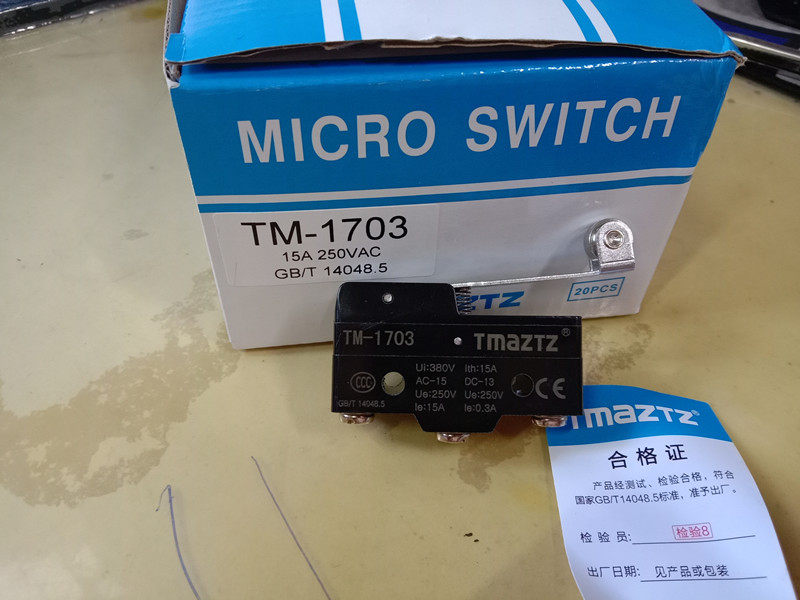 MICRO SWITCH
TM-1703
15A 250VAC
GB/T 14048.5
TZ
20PCS
TM-1703 Tmaztz®
Ui:380V Ith:15A
CCC AC-15 DC-13 CE
Ue:250V Ue:250V
GB/T 14048.5 Ie:15A Ie:0.3A
Tmaztz®
合格证
产品经测试、检验合格，符合
国家GB/T14048.5标准，准予出厂。
检验员: 检验8
出厂日期: 见产品或包装